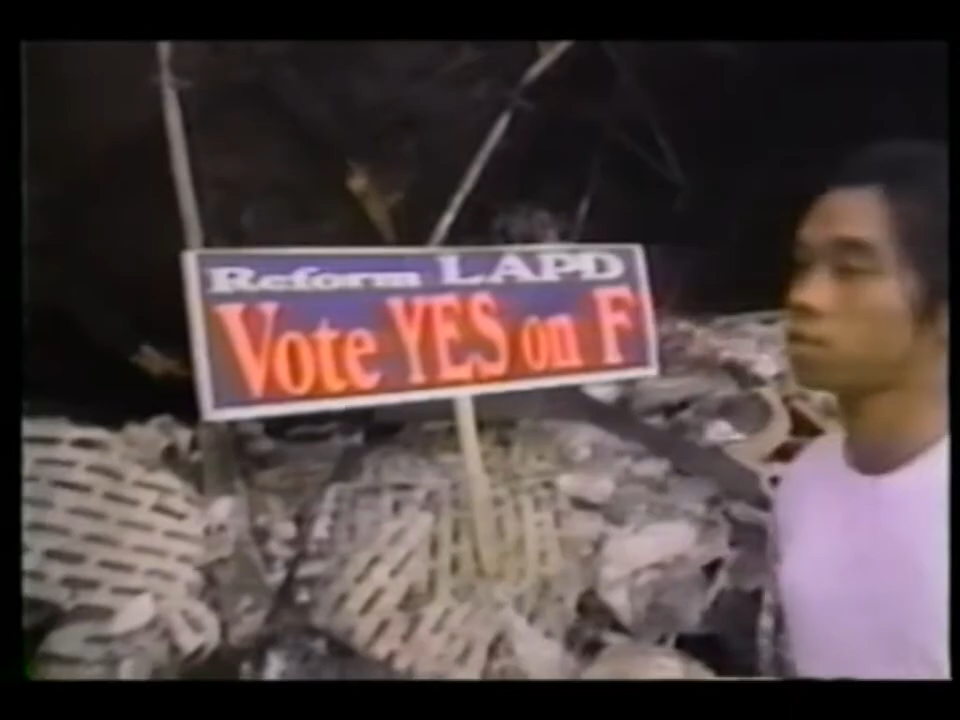 Reform LAPD
Vote YES on F